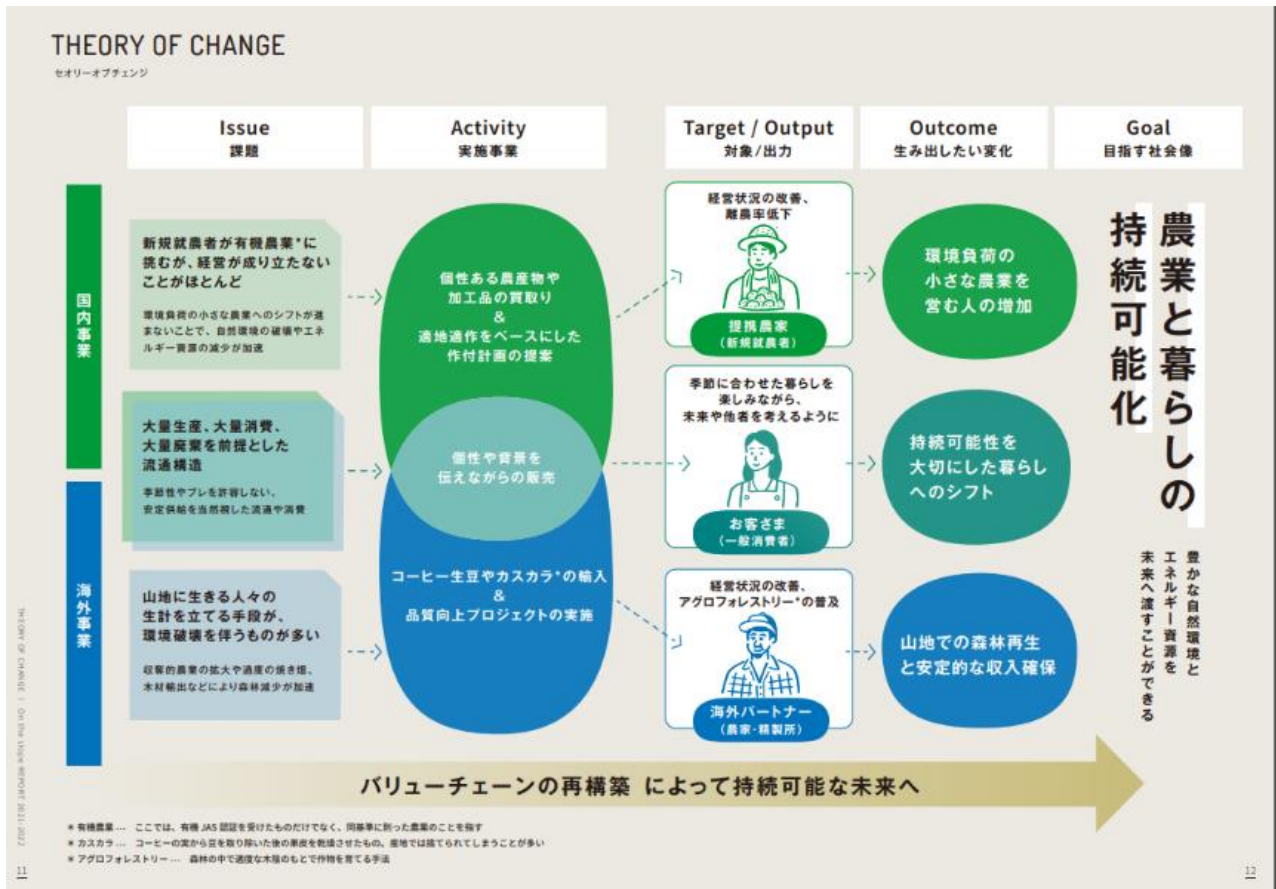 THEORY OF CHANGE
セオリーオブチェンジ
Issue
課題
Activity
実施事業
Target / Output
対象/出力
Outcome
生み出したい変化
Goal
目指す社会像
国内事業
新規就農者が有機農業*に
挑むが、経営が成り立たない
ことがほとんど
環境負荷の小さな農業へのシフトが進
まないことで、自然環境の破壊やエネ
ルギー資源の減少が加速
大量生産、大量消費、
大量廃棄を前提とした
流通構造
季節性やブレを許容しない、
安定供給を当然視した流通や消費
海外事業
山地に生きる人々の
生計を立てる手段が、
環境破壊を伴うものが多い
収奪的農業の拡大や過度の焼き畑、
木材輸出などにより森林減少が加速
個性ある農産物や
加工品の買取り
&
適地適作をベースにした
作付計画の提案
個性や背景を
伝えながらの販売
コーヒー生豆やカスカラ*の輸入
&
品質向上プロジェクトの実施
経営状況の改善、
離農率低下
提携農家
(新規就農者)
季節に合わせた暮らしを
楽しみながら、
未来や他者を考えるように
お客さま
(一般消費者)
経営状況の改善、
アグロフォレストリー*の普及
海外パートナー
(農家・精製所)
環境負荷の
小さな農業を
営む人の増加
持続可能性を
大切にした暮らし
へのシフト
山地での森林再生
と安定的な収入確保
農業と暮らしの
持続可能化
豊かな自然環境と
エネルギー資源を
未来へ渡すことができる
バリューチェーンの再構築 によって持続可能な未来へ
* 有機農業… ここでは、有機 JAS 認証を受けたものだけでなく、同基準に則った農業のことを指す
* カスカラ… コーヒーの実から豆を取り除いた後の果皮を乾燥させたもの。産地では捨てられてしまうことが多い
* アグロフォレストリー… 森林の中で適度な木陰のもとで作物を育てる手法
THEORY OF CHANGE | On the slope REPORT 2021-2022
11
12